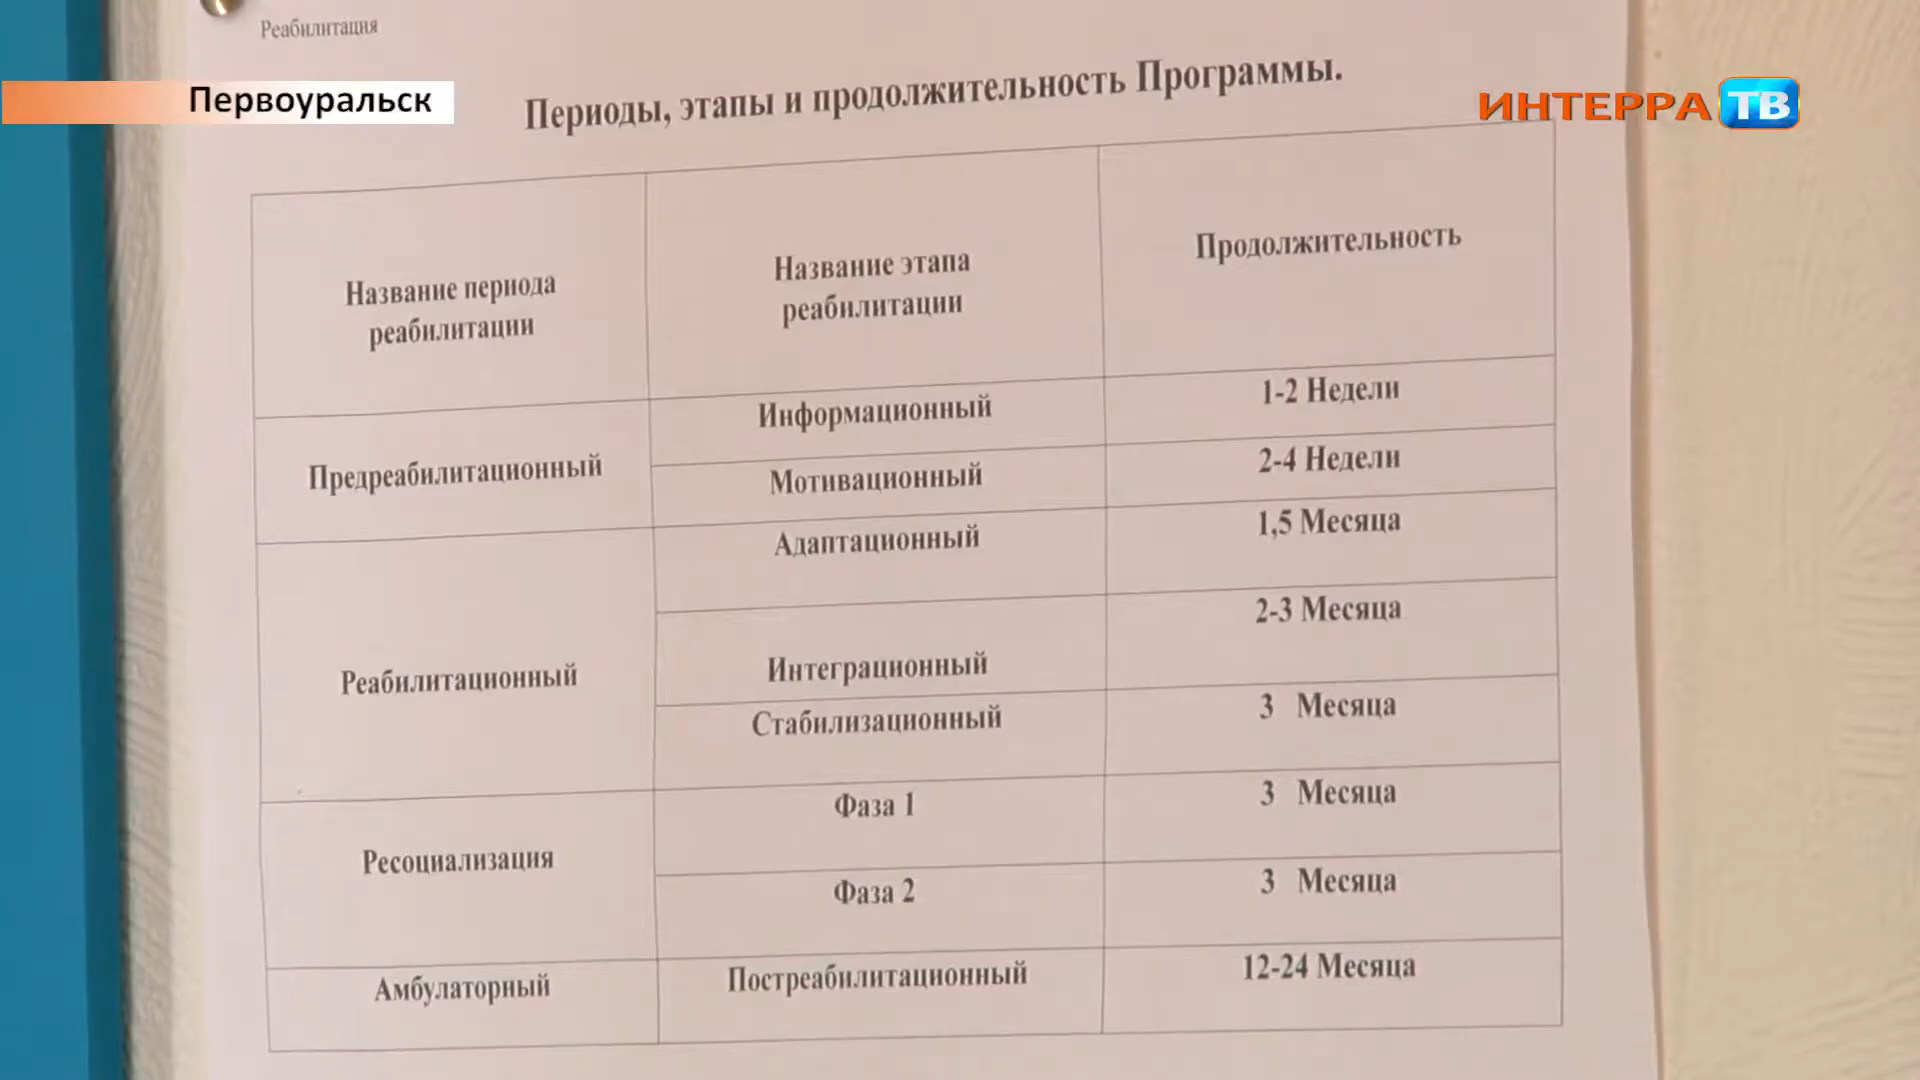 Реабилитация
Первоуральск
ИНТЕРРА ТВ
Периоды, этапы и продолжительность Программы.
Название периода
реабилитации
Название этапа
реабилитации
Продолжительность
Предреабилитационный
Информационный
1-2 Недели
Мотивационный
2-4 Недели
Реабилитационный
Адаптационный
1,5 Месяца
Интеграционный
2-3 Месяца
Стабилизационный
3 Месяца
Ресоциализация
Фаза 1
3 Месяца
Фаза 2
3 Месяца
Амбулаторный
Постреабилитационный
12-24 Месяца